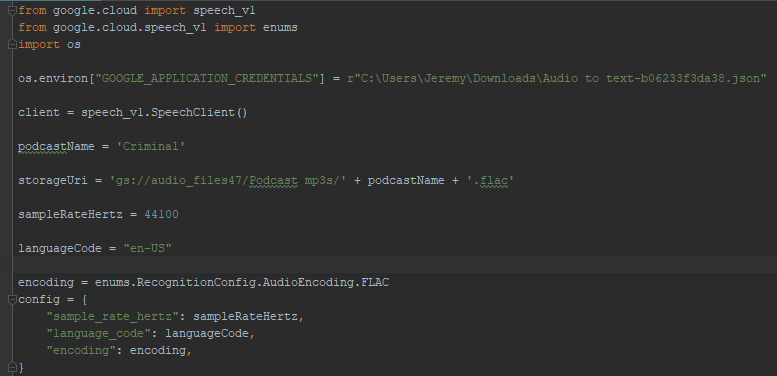 from google.cloud import speech_v1
from google.cloud.speech_v1 import enums
import os
os.environ["GOOGLE_APPLICATION_CREDENTIALS"] = r"C:\Users\Jeremy\Downloads\Audio to text-b06233f3da38.json"
client = speech_v1.SpeechClient()
podcastName = 'Criminal'
storageUri = 'gs://audio_files47/Podcast mp3s/' + podcastName + '.flac'
sampleRateHertz = 44100
languageCode = "en-US"
encoding = enums.RecognitionConfig.AudioEncoding.FLAC
config = {
    "sample_rate_hertz": sampleRateHertz,
    "language_code": languageCode,
    "encoding": encoding,
}